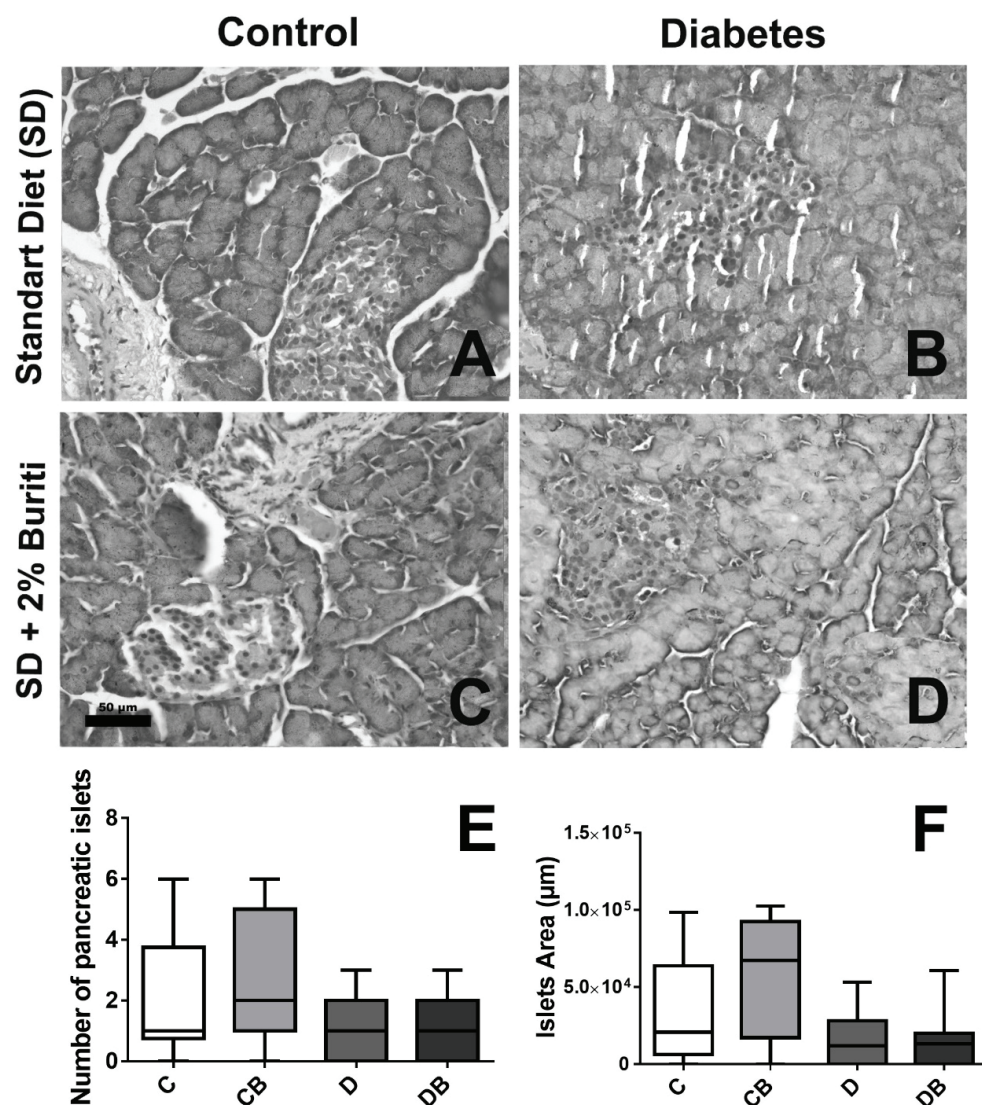 Control
Diabetes
Standart Diet (SD)
A
B
SD + 2% Buriti
C
50 µm
D
E
Number of pancreatic islets
8
6
4
2
0
C
CB
D
DB
F
Islets Area (µm)
1.5×10⁵
1.0×10⁵
5.0×10⁴
0
C
CB
D
DB